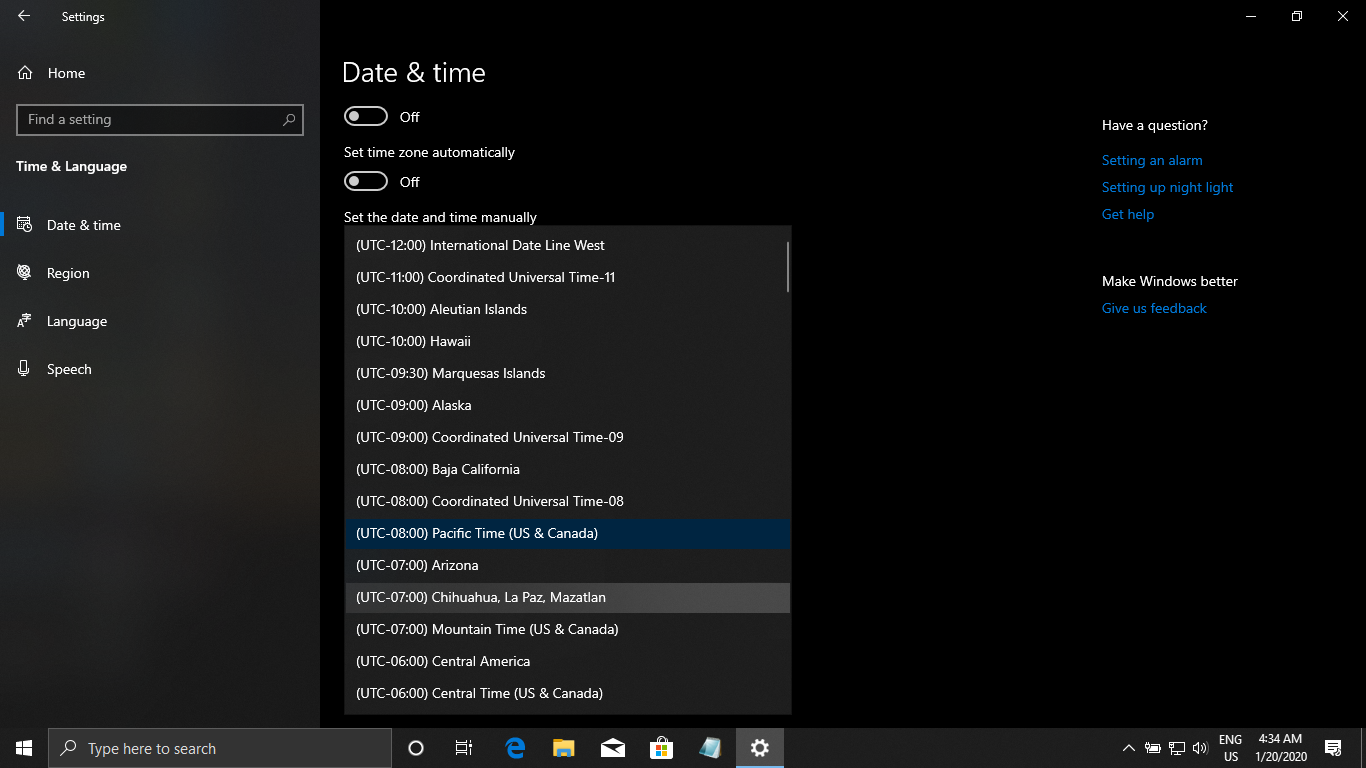 Settings
Home
Find a setting
Time & Language
Date & time
Region
Language
Speech
Date & time
Off
Set time zone automatically
Off
Set the date and time manually
(UTC-12:00) International Date Line West
(UTC-11:00) Coordinated Universal Time-11
(UTC-10:00) Aleutian Islands
(UTC-10:00) Hawaii
(UTC-09:30) Marquesas Islands
(UTC-09:00) Alaska
(UTC-09:00) Coordinated Universal Time-09
(UTC-08:00) Baja California
(UTC-08:00) Coordinated Universal Time-08
(UTC-08:00) Pacific Time (US & Canada)
(UTC-07:00) Arizona
(UTC-07:00) Chihuahua, La Paz, Mazatlan
(UTC-07:00) Mountain Time (US & Canada)
(UTC-06:00) Central America
(UTC-06:00) Central Time (US & Canada)
Have a question?
Setting an alarm
Setting up night light
Get help
Make Windows better
Give us feedback
Type here to search
ENG
US
4:34 AM
1/20/2020